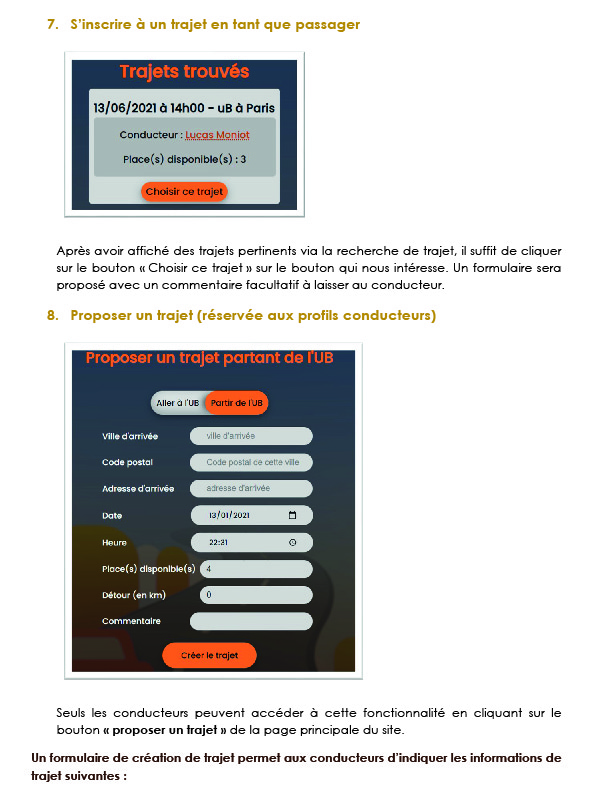 7. S'inscrire à un trajet en tant que passager
Trajets trouvés
13/06/2021 à 14h00 - uB à Paris
Conducteur : Lucas Moniot
Place(s) disponible(s) : 3
Choisir ce trajet
Après avoir affiché des trajets pertinents via la recherche de trajet, il suffit de cliquer
sur le bouton « Choisir ce trajet » sur le bouton qui nous intéresse. Un formulaire sera
proposé avec un commentaire facultatif à laisser au conducteur.
8. Proposer un trajet (réservée aux profils conducteurs)
Proposer un trajet partant de l'UB
Aller à l'UB Partir de l'UB
Ville d'arrivée ville d'arrivée
Code postal Code postal de cette ville
Adresse d'arrivée adresse d'arrivée
Date 13/01/2021
Heure 22:31
Place(s) disponible(s) 4
Détour (en km) 0
Commentaire
Créer le trajet
Seuls les conducteurs peuvent accéder à cette fonctionnalité en cliquant sur le
bouton « proposer un trajet » de la page principale du site.
Un formulaire de création de trajet permet aux conducteurs d'indiquer les informations de
trajet suivantes :